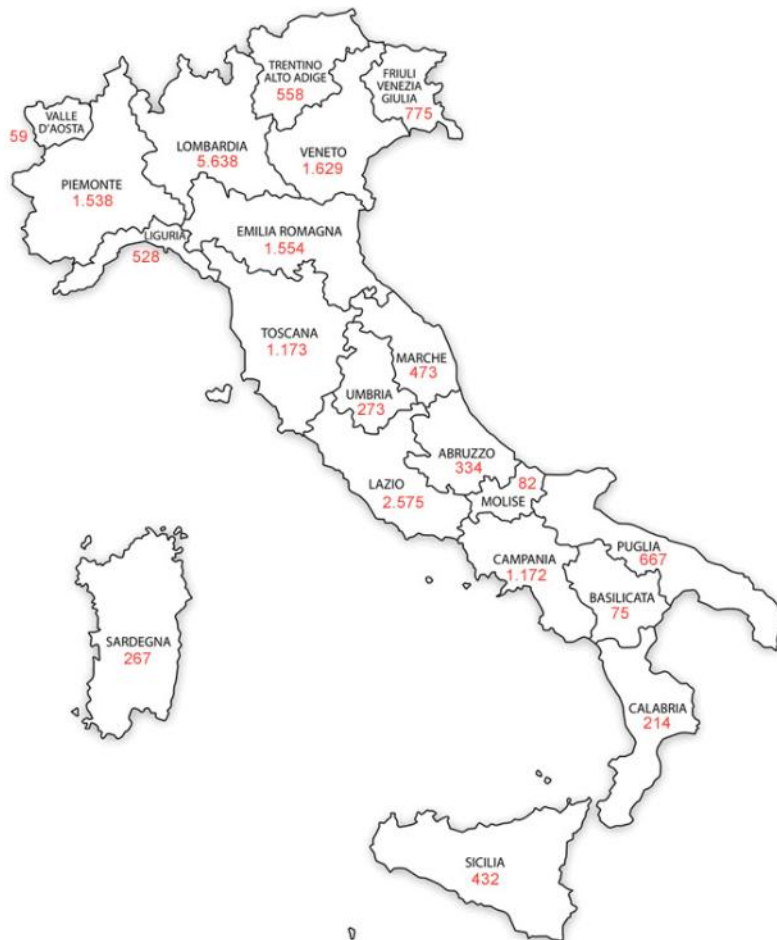 TRENTINO
ALTO ADIGE
558
FRIULI
VENEZIA
GIULIA
775
VALLE
D'AOSTA
59
LOMBARDIA
5.638
VENETO
1.629
PIEMONTE
1.538
LIGURIA
528
EMILIA ROMAGNA
1.554
TOSCANA
1.173
MARCHE
473
UMBRIA
273
ABRUZZO
334
LAZIO
2.575
82
MOLISE
CAMPANIA
1.172
PUGLIA
667
BASILICATA
75
SARDEGNA
267
CALABRIA
214
SICILIA
432